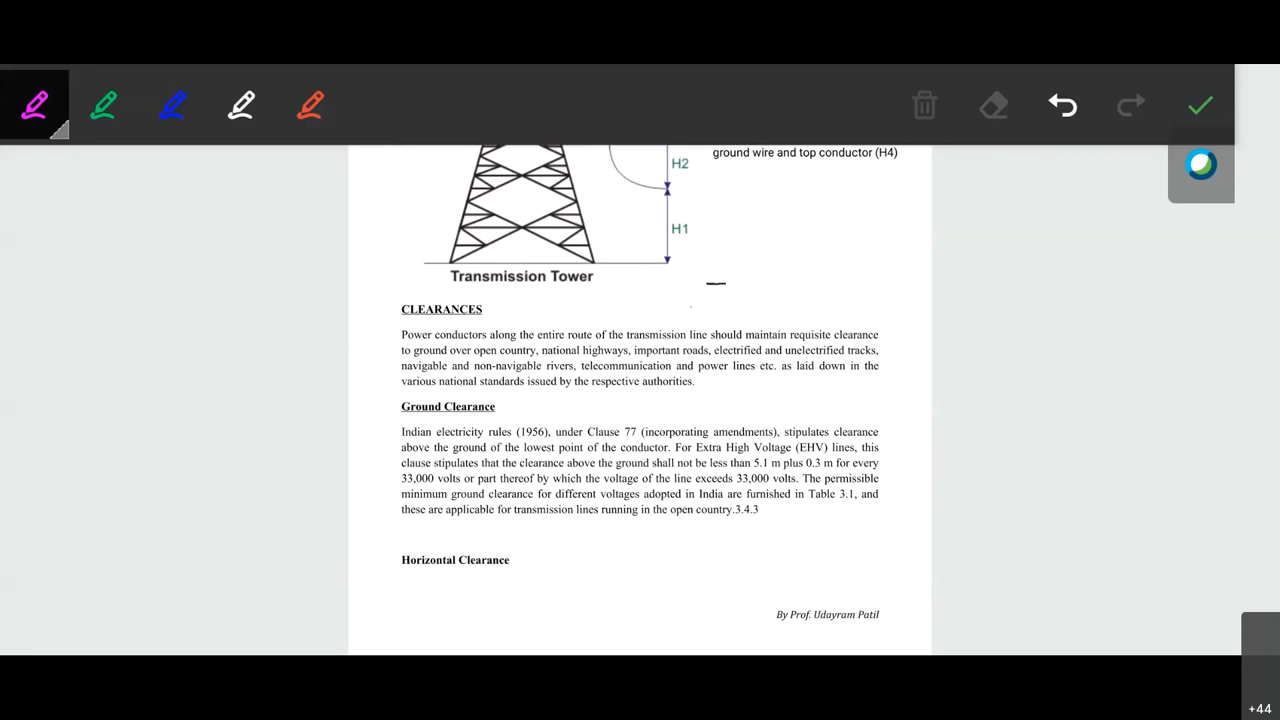 ground wire and top conductor (H4)
H2
H1
Transmission Tower
CLEARANCES
Power conductors along the entire route of the transmission line should maintain requisite clearance
to ground over open country, national highways, important roads, electrified and unelectrified tracks,
navigable and non-navigable rivers, telecommunication and power lines etc. as laid down in the
various national standards issued by the respective authorities.
Ground Clearance
Indian electricity rules (1956), under Clause 77 (incorporating amendments), stipulates clearance
above the ground of the lowest point of the conductor. For Extra High Voltage (EHV) lines, this
clause stipulates that the clearance above the ground shall not be less than 5.1 m plus 0.3 m for every
33,000 volts or part thereof by which the voltage of the line exceeds 33,000 volts. The permissible
minimum ground clearance for different voltages adopted in India are furnished in Table 3.1, and
these are applicable for transmission lines running in the open country.3.4.3
Horizontal Clearance
By Prof. Udayram Patil
+44